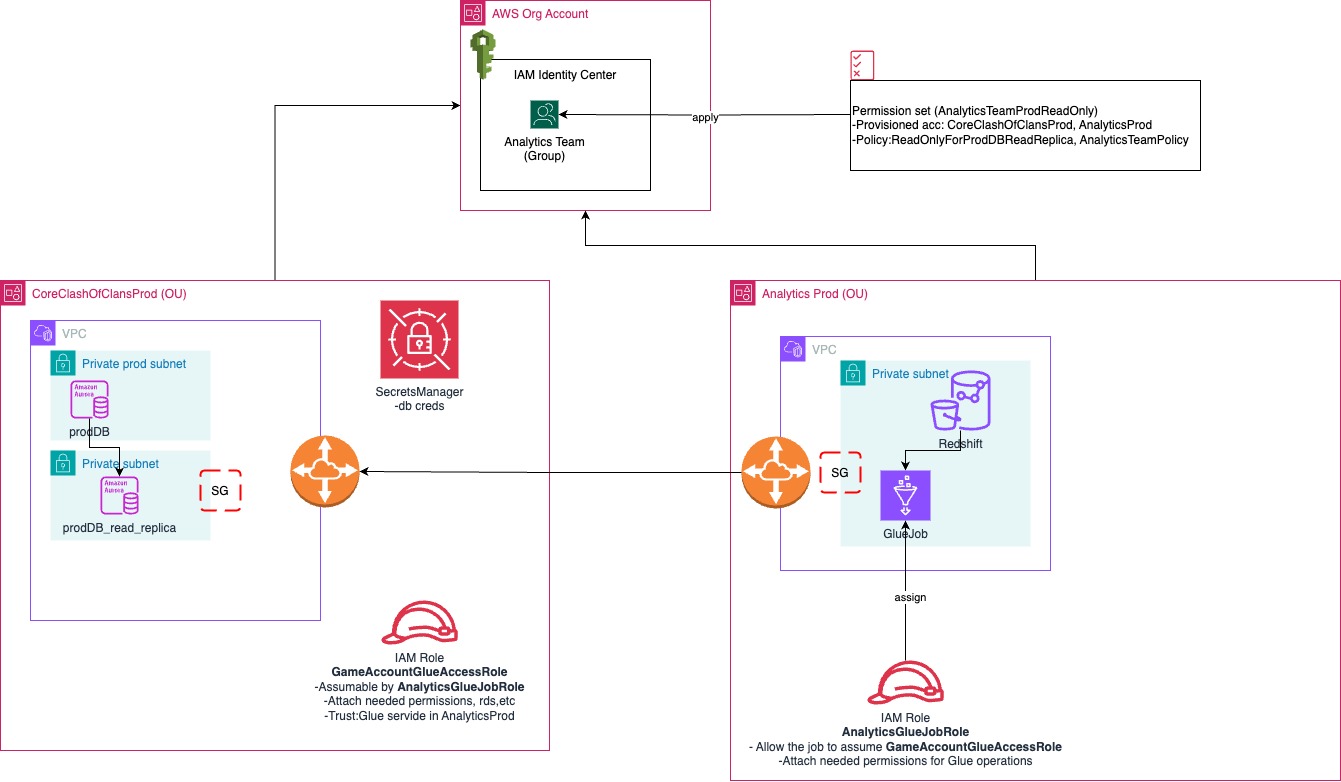 AWS Org Account
IAM Identity Center
Analytics Team
(Group)
apply
Permission set (AnalyticsTeamProdReadOnly)
-Provisioned acc: CoreClashOfClansProd, AnalyticsProd
-Policy:ReadOnlyForProdDBReadReplica, AnalyticsTeamPolicy
CoreClashOfClansProd (OU)
VPC
Private prod subnet
Amazon
Aurora
prodDB
Private subnet
Amazon
Aurora
prodDB_read_replica
SG
SecretsManager
-db creds
IAM Role
GameAccountGlueAccessRole
-Assumable by AnalyticsGlueJobRole
-Attach needed permissions, rds,etc
-Trust:Glue servide in AnalyticsProd
Analytics Prod (OU)
VPC
Private subnet
Redshift
SG
GlueJob
assign
IAM Role
AnalyticsGlueJobRole
- Allow the job to assume GameAccountGlueAccessRole
-Attach needed permissions for Glue operations